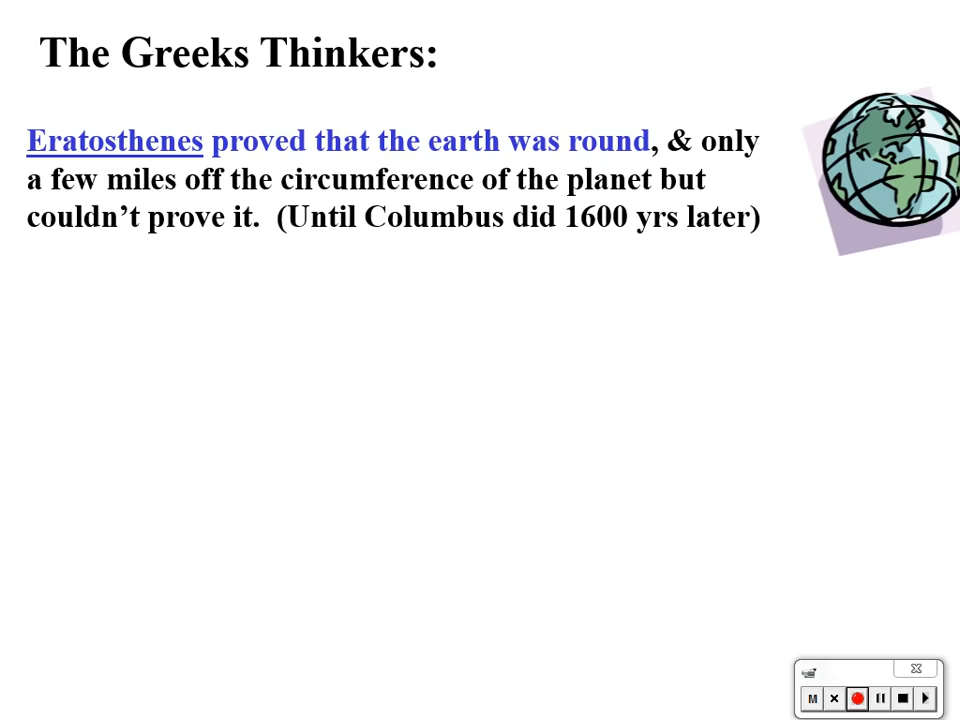 The Greeks Thinkers:
Eratosthenes proved that the earth was round, & only
a few miles off the circumference of the planet but
couldn’t prove it.  (Until Columbus did 1600 yrs later)
M